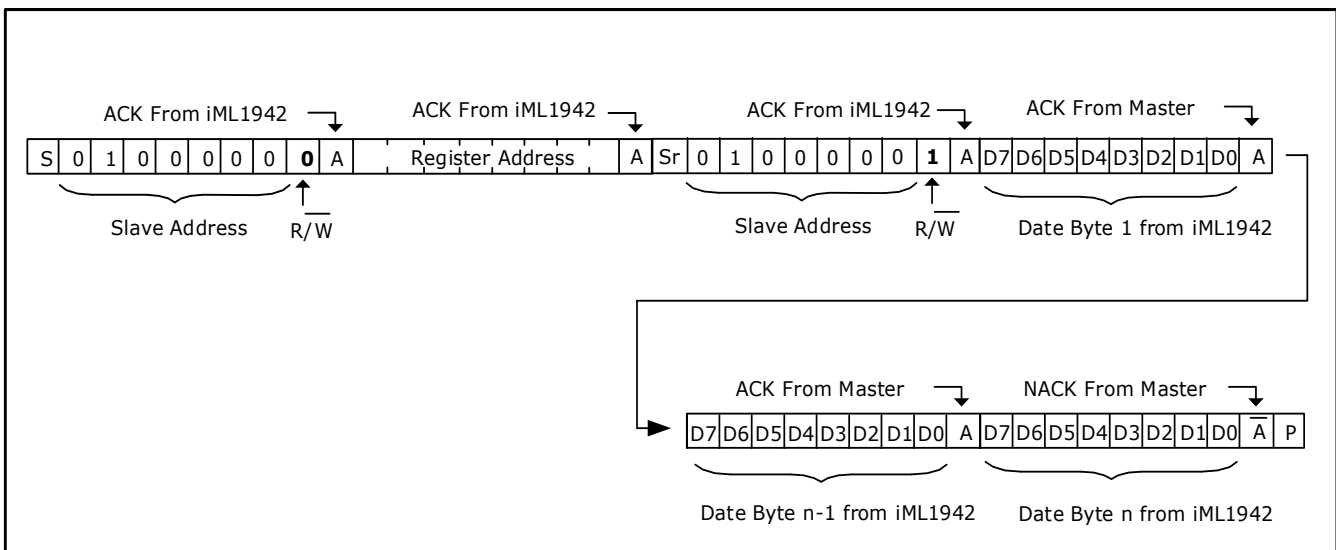 ACK From iML1942 ACK From iML1942 ACK From iML1942 ACK From Master
S 0 1 0 0 0 0 0 0 A Register Address A Sr 0 1 0 0 0 0 0 1 A D7 D6 D5 D4 D3 D2 D1 D0 A
Slave Address R/W̅ Slave Address R/W̅ Date Byte 1 from iML1942
ACK From Master NACK From Master
D7 D6 D5 D4 D3 D2 D1 D0 A D7 D6 D5 D4 D3 D2 D1 D0 A̅ P
Date Byte n-1 from iML1942 Date Byte n from iML1942